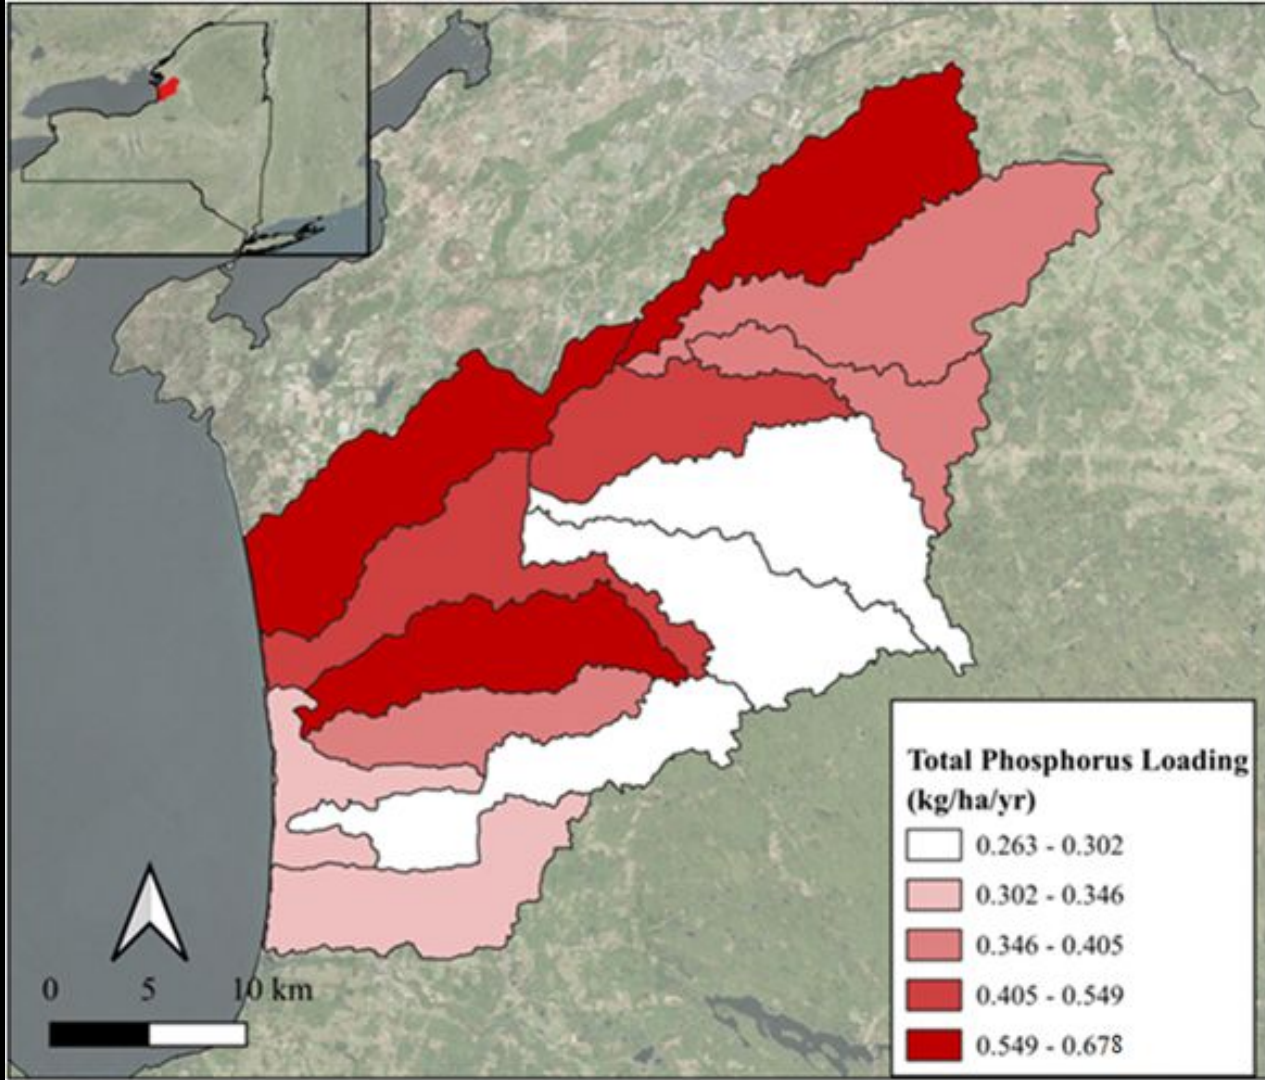 Total Phosphorus Loading
(kg/ha/yr)
0.263 - 0.302
0.302 - 0.346
0.346 - 0.405
0.405 - 0.549
0.549 - 0.678
0 5 10 km